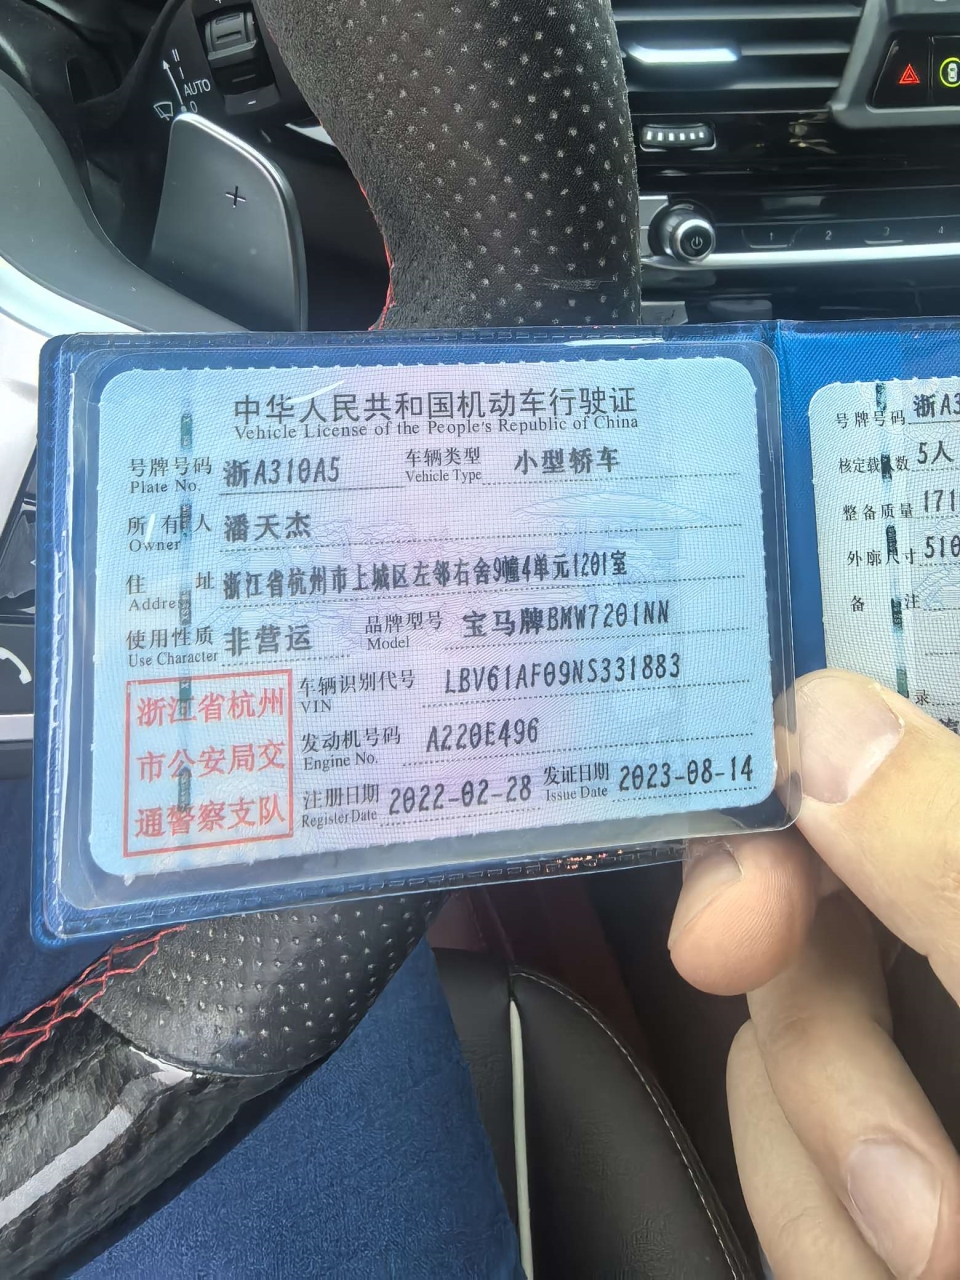 AUTO
0
+
1 2 3 4
中华人民共和国机动车行驶证
Vehicle License of the People's Republic of China
号牌号码 浙A310A5 车辆类型 小型轿车
Plate No. Vehicle Type
所有人 潘天杰
Owner
住址 浙江省杭州市上城区左邻右舍9幢4单元1201室
Address
使用性质 非营运 品牌型号 宝马牌BMW7201NN
Use Character Model
浙江省杭州
市公安局交
通警察支队
车辆识别代号 LBV61AF09NS331883
VIN
发动机号码 A220E496
Engine No.
注册日期 2022-02-28 发证日期 2023-08-14
Register Date Issue Date
号牌号码 浙A3
核定载人数 5人
整备质量 171
外廓尺寸 510
备注
录